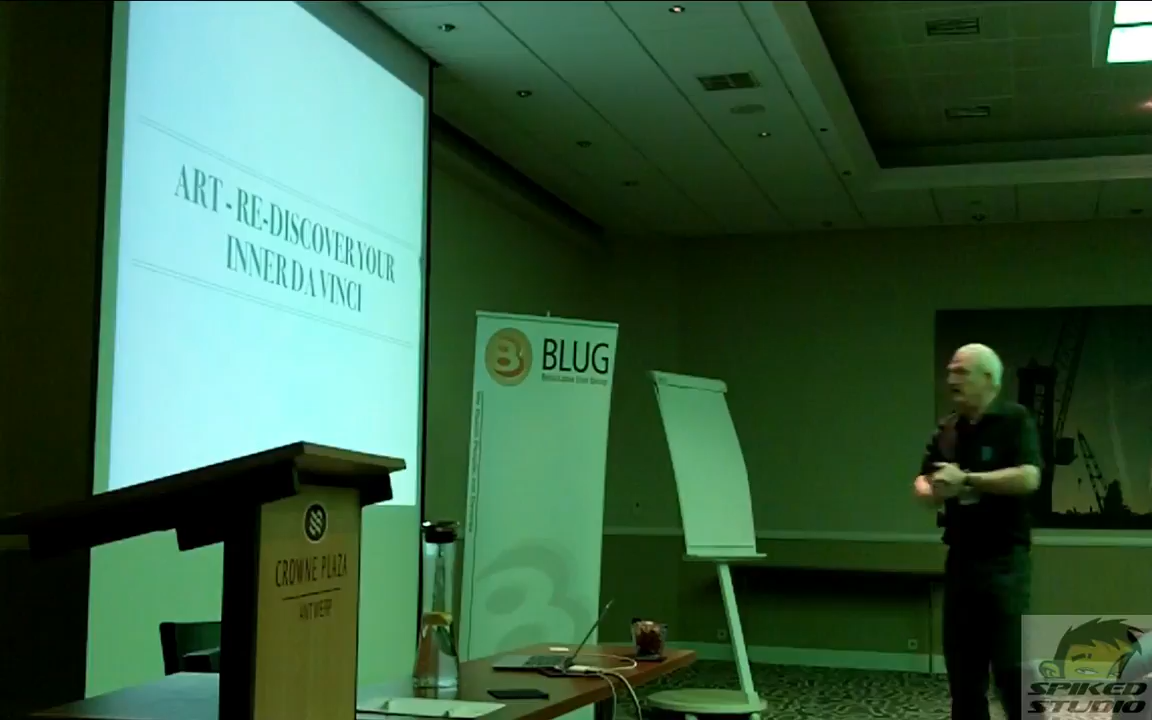 ART - RE-DISCOVER YOUR
INNER DA VINCI
BLUG
CROWNE PLAZA
ANTWERP
SPIKED
STUDIO